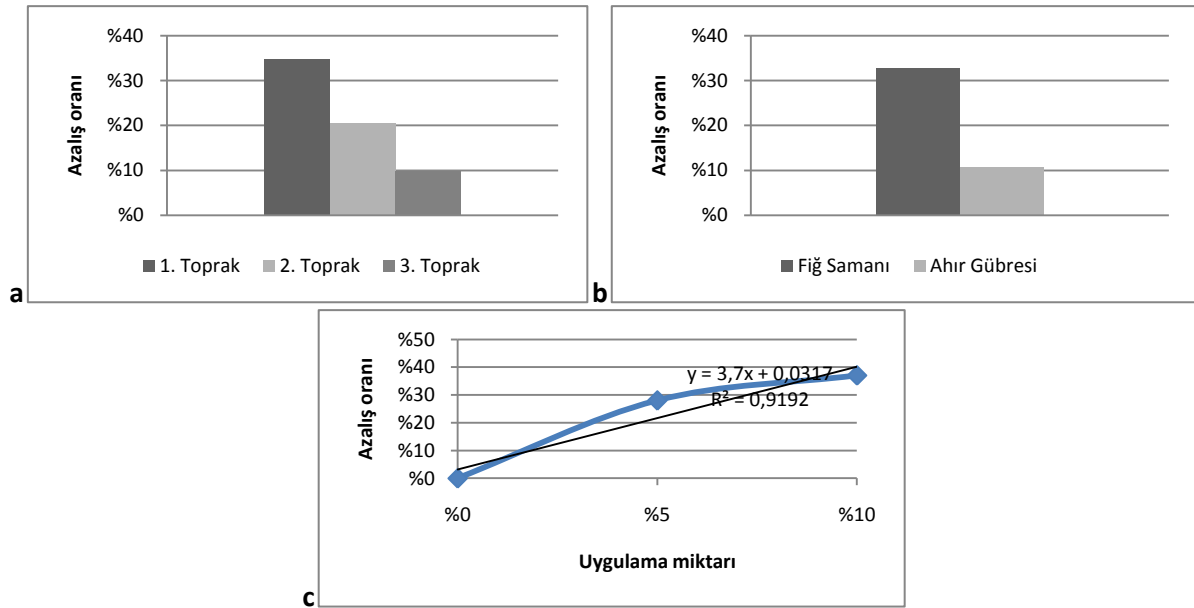 %40
%30
%20
%10
%0
Azalış oranı
1. Toprak 2. Toprak 3. Toprak
a
%40
%30
%20
%10
%0
Azalış oranı
Fiğ Samanı Ahır Gübresi
b
%50
%40
%30
%20
%10
%0
Azalış oranı
y = 3,7x + 0,0317
R² = 0,9192
%0 %5 %10
Uygulama miktarı
c